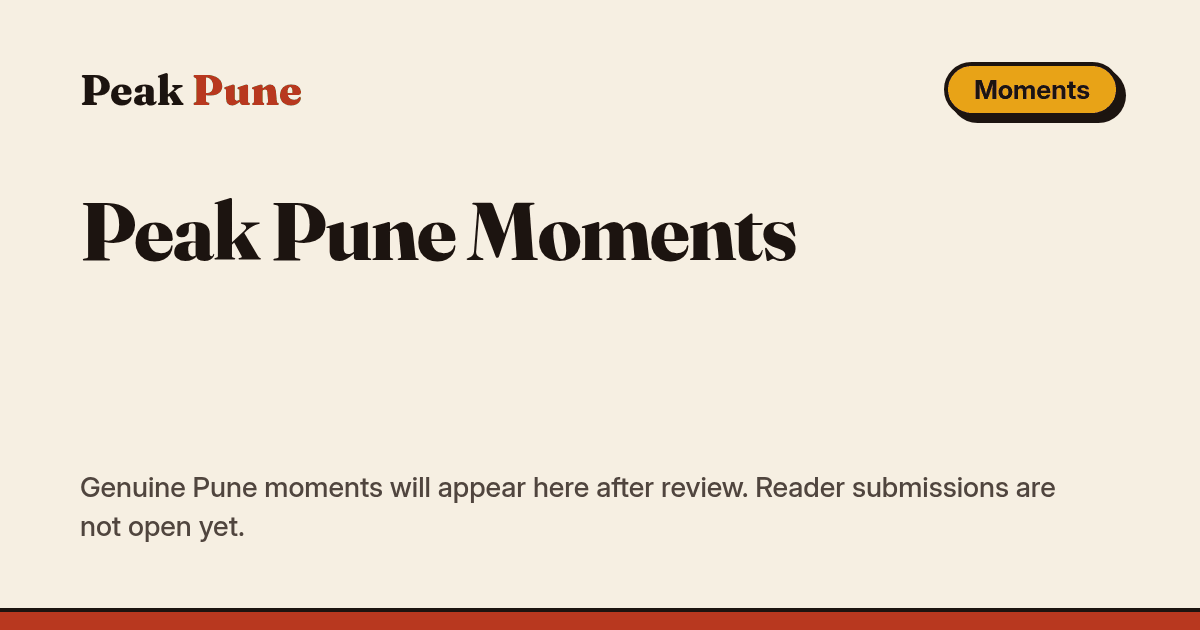 Peak Pune
Moments
Peak Pune Moments
Genuine Pune moments will appear here after review. Reader submissions are
not open yet.